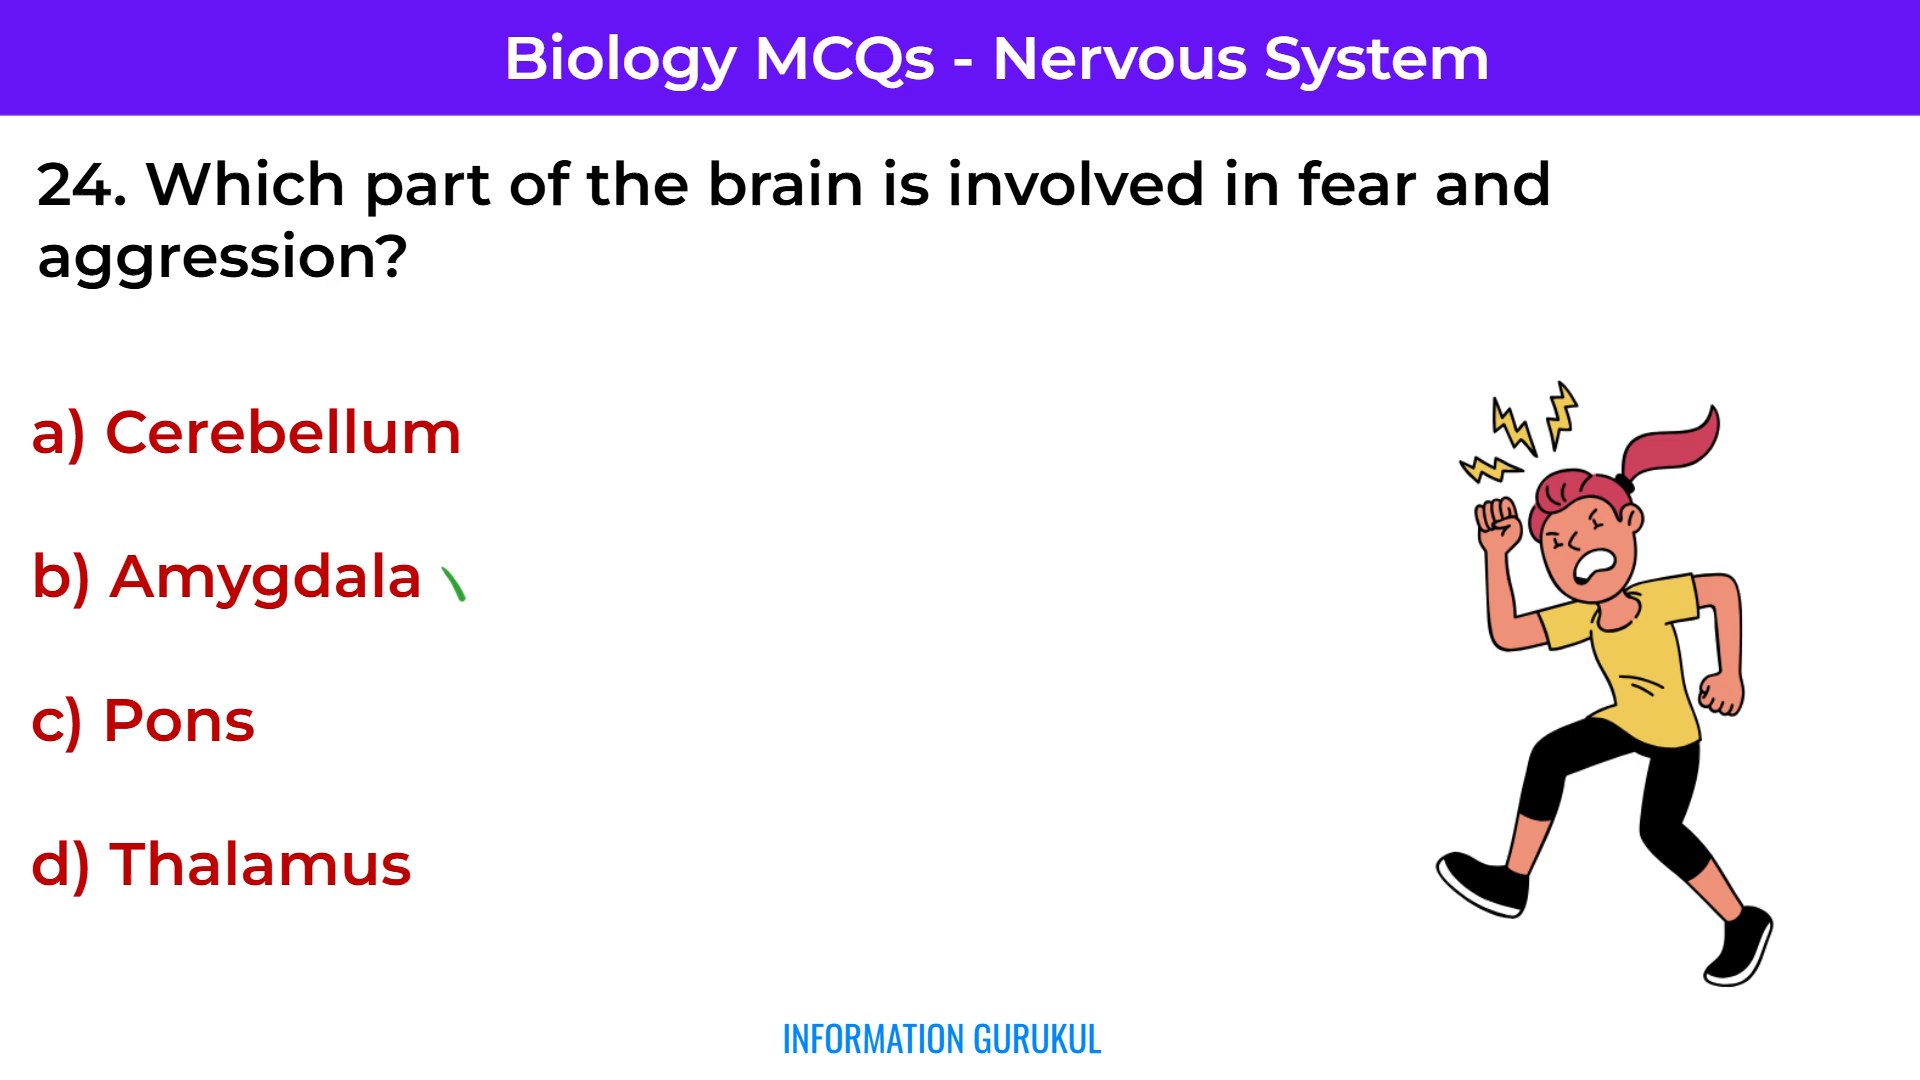 Biology MCQs - Nervous System
24. Which part of the brain is involved in fear and
aggression?
a) Cerebellum
b) Amygdala
c) Pons
d) Thalamus
INFORMATION GURUKUL